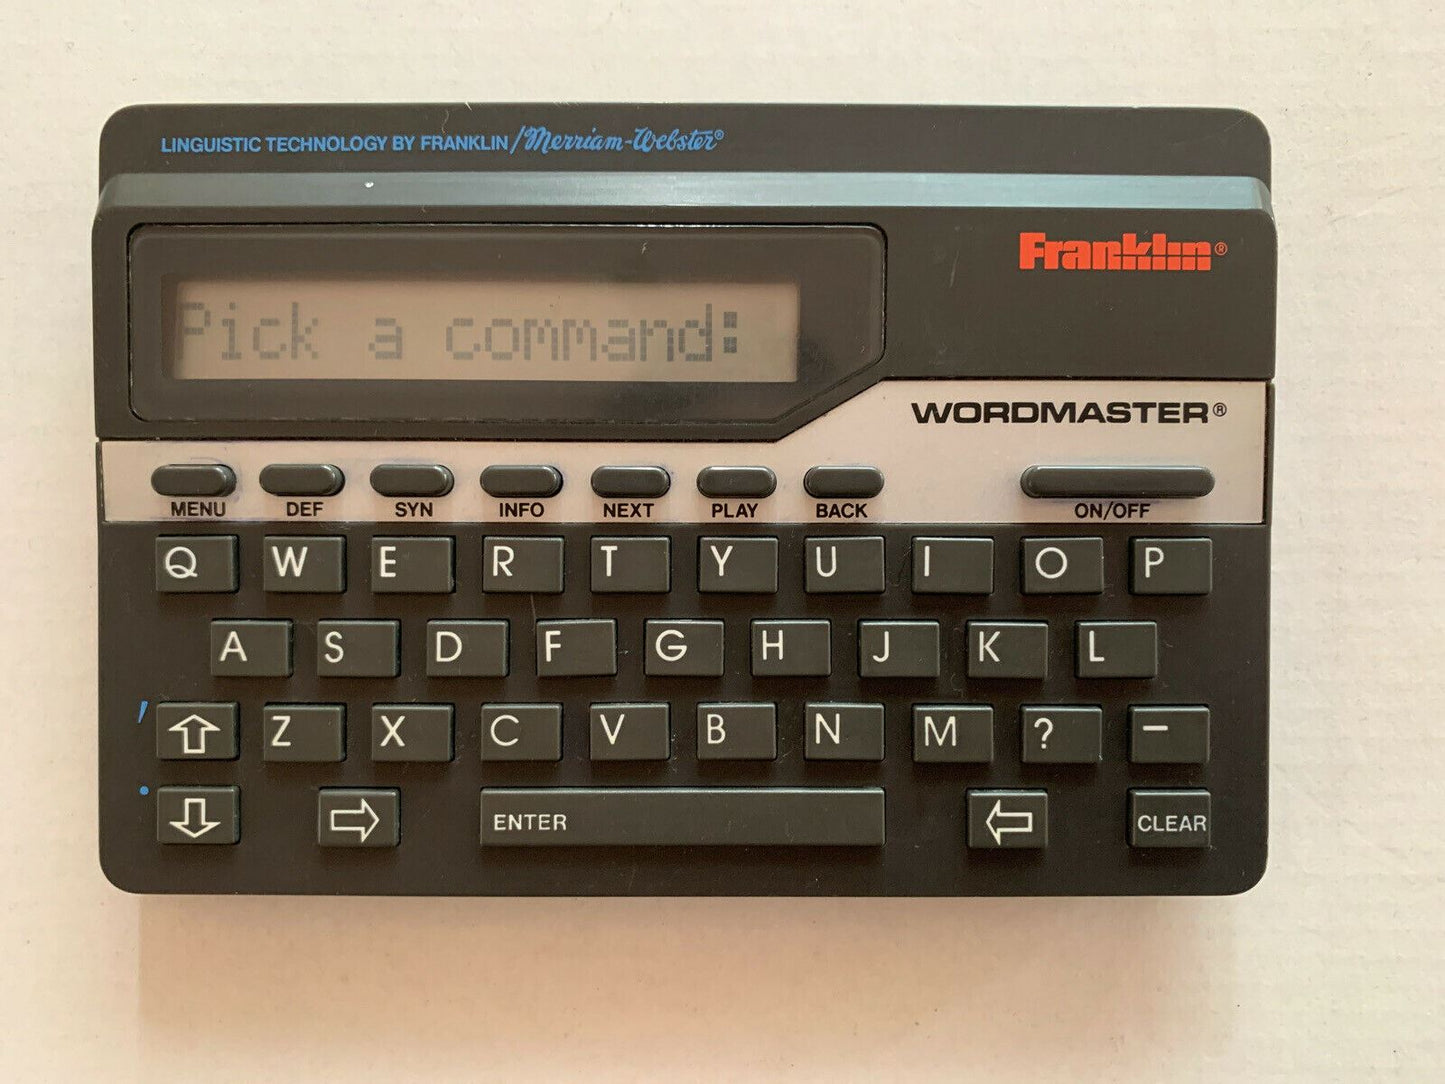 LINGUISTIC TECHNOLOGY BY FRANKLIN/Merriam-Webster®
Franklin®
Pick a command:
WORDMASTER®
MENU DEF SYN INFO NEXT PLAY BACK ON/OFF
Q W E R T Y U I O P
A S D F G H J K L
' ⇧ Z X C V B N M ? –
. ⇩ ⇨ ENTER ⇦ CLEAR